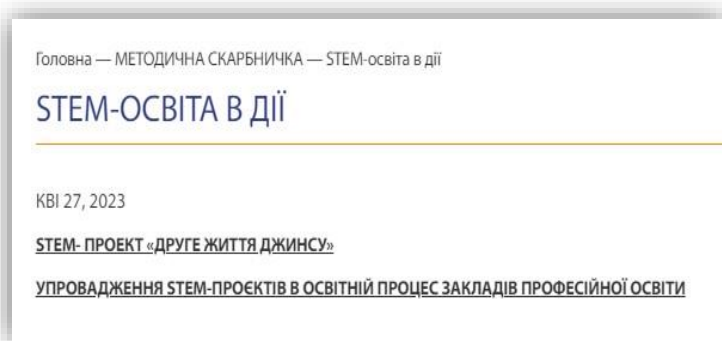 Головна — МЕТОДИЧНА СКАРБНИЧКА — STEM-освіта в дії
STEM-ОСВІТА В ДІЇ
КВІ 27, 2023
STEM- ПРОЕКТ «ДРУГЕ ЖИТТЯ ДЖИНСУ»
УПРОВАДЖЕННЯ STEM-ПРОЄКТІВ В ОСВІТНІЙ ПРОЦЕС ЗАКЛАДІВ ПРОФЕСІЙНОЇ ОСВІТИ